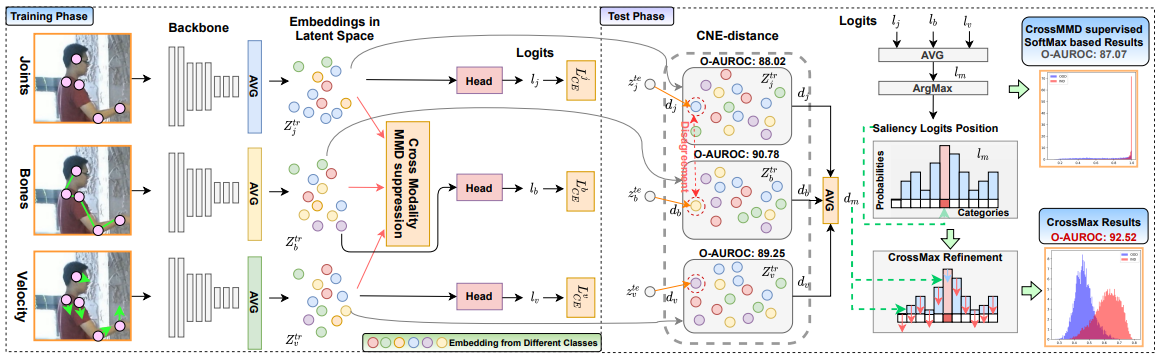 Training Phase
Joints
Bones
Velocity
Backbone
AVG
AVG
AVG
Embeddings in
Latent Space
Z_j^{tr}
Z_b^{tr}
Z_v^{tr}
Cross Modality
MMD suppression
Logits
Head
l_j
L_{CE}^j
Head
l_b
L_{CE}^b
Head
l_v
L_{CE}^v
Embedding from Different Classes
Test Phase
CNE-distance
O-AUROC: 88.02
z_j^{te}
d_j
Z_j^{tr}
d_j
Disagreement
O-AUROC: 90.78
z_b^{te}
d_b
Z_b^{tr}
d_b
O-AUROC: 89.25
z_v^{te}
d_v
Z_v^{tr}
d_v
AVG
d_m
Logits
l_j
l_b
l_v
AVG
l_m
ArgMax
Saliency Logits Position
Probabilities
l_m
Categories
CrossMax Refinement
CrossMMD supervised
SoftMax based Results
O-AUROC: 87.07
CrossMax Results
O-AUROC: 92.52